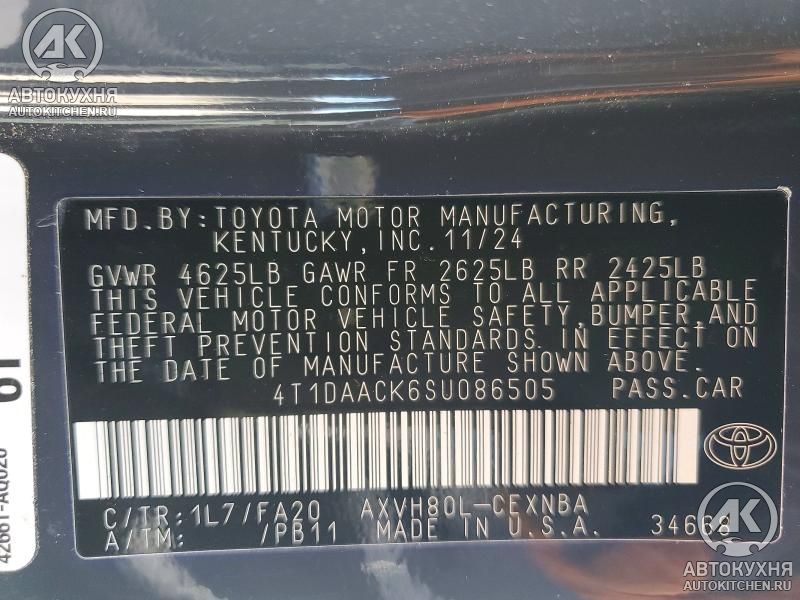 АК
АВТОКУХНЯ
AUTOKITCHEN.RU
MFD.BY:TOYOTA MOTOR MANUFACTURING,
KENTUCKY,INC.11/24
GVWR 4625LB GAWR FR 2625LB RR 2425LB
THIS VEHICLE CONFORMS TO ALL APPLICABLE
FEDERAL MOTOR VEHICLE SAFETY,BUMPER,AND
THEFT PREVENTION STANDARDS IN EFFECT ON
THE DATE OF MANUFACTURE SHOWN ABOVE.
4T1DAACK6SU086505 PASS.CAR
C/TR:1L7/FA20 AXVH80L-CEXNBA
A/TM: /PB11 MADE IN U.S.A. 34668
АК
АВТОКУХНЯ
AUTOKITCHEN.RU